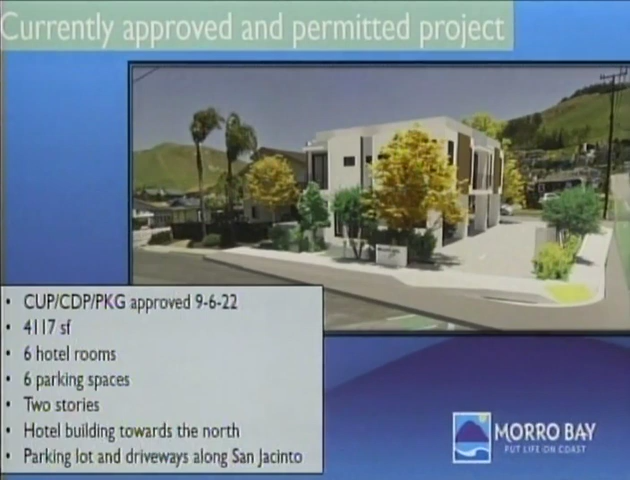 Currently approved and permitted project
• CUP/CDP/PKG approved 9-6-22
• 4117 sf
• 6 hotel rooms
• 6 parking spaces
• Two stories
• Hotel building towards the north
• Parking lot and driveways along San Jacinto
MORRO BAY
PUT LIFE ON COAST